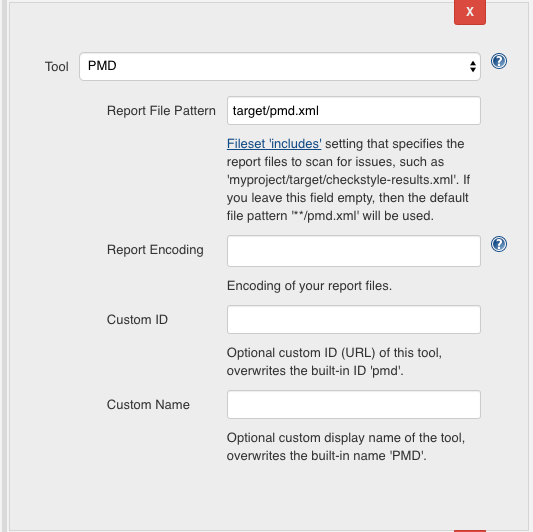 X
Tool PMD ?
Report File Pattern target/pmd.xml
Fileset 'includes' setting that specifies the
report files to scan for issues, such as
'myproject/target/checkstyle-results.xml'. If
you leave this field empty, then the default
file pattern '**/pmd.xml' will be used.
Report Encoding ?
Encoding of your report files.
Custom ID
Optional custom ID (URL) of this tool,
overwrites the built-in ID 'pmd'.
Custom Name
Optional custom display name of the tool,
overwrites the built-in name 'PMD'.